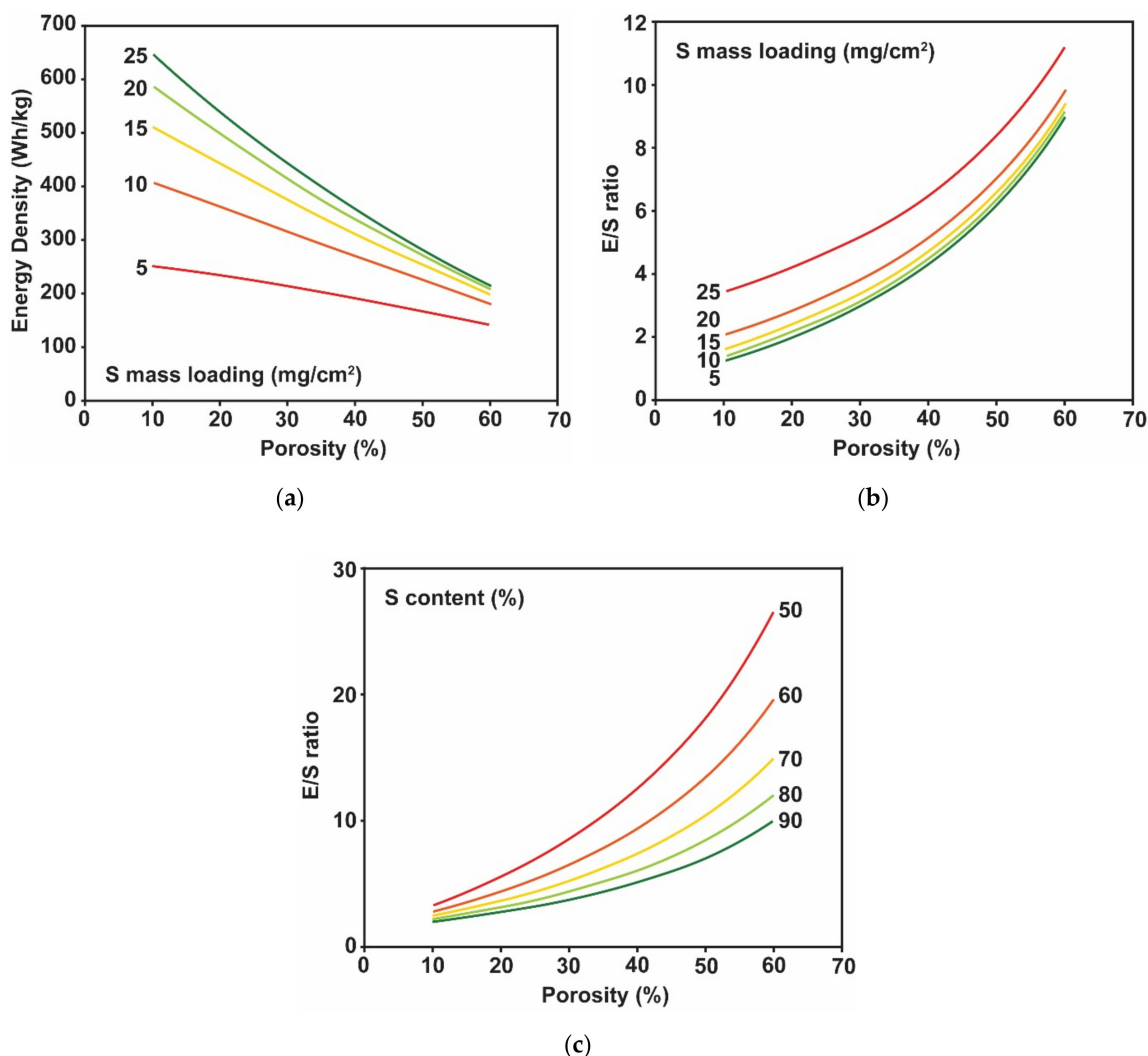 700
600
500
400
300
200
100
0
Energy Density (Wh/kg)
25
20
15
10
5
S mass loading (mg/cm²)
0 10 20 30 40 50 60 70
Porosity (%)
(a)
12
10
8
6
4
2
0
E/S ratio
S mass loading (mg/cm²)
25
20
15
10
5
0 10 20 30 40 50 60 70
Porosity (%)
(b)
30
20
10
0
E/S ratio
S content (%)
50
60
70
80
90
0 10 20 30 40 50 60 70
Porosity (%)
(c)